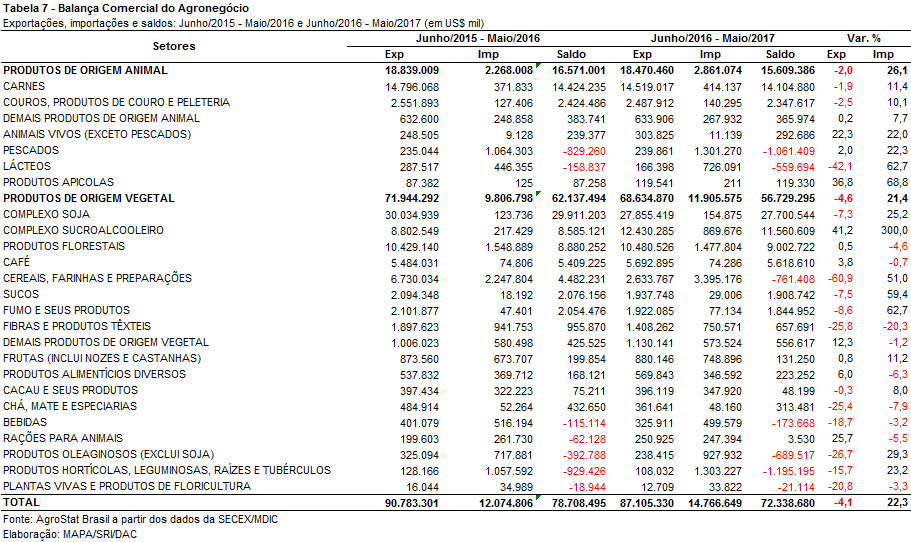 Tabela 7 - Balança Comercial do Agronegócio
Exportações, importações e saldos: Junho/2015 - Maio/2016 e Junho/2016 - Maio/2017 (em US$ mil)
Setores Junho/2015 - Maio/2016 Junho/2016 - Maio/2017 Var. %
Exp Imp Saldo Exp Imp Saldo Exp Imp
PRODUTOS DE ORIGEM ANIMAL 18.839.009 2.268.008 16.571.001 18.470.460 2.861.074 15.609.386 -2,0 26,1
CARNES 14.796.068 371.833 14.424.235 14.519.017 414.137 14.104.880 -1,9 11,4
COUROS, PRODUTOS DE COURO E PELETERIA 2.551.893 127.406 2.424.486 2.487.912 140.295 2.347.617 -2,5 10,1
DEMAIS PRODUTOS DE ORIGEM ANIMAL 632.600 248.858 383.741 633.906 267.932 365.974 0,2 7,7
ANIMAIS VIVOS (EXCETO PESCADOS) 248.505 9.128 239.377 303.825 11.139 292.686 22,3 22,0
PESCADOS 235.044 1.064.303 -829.260 239.861 1.301.270 -1.061.409 2,0 22,3
LÁCTEOS 287.517 446.355 -158.837 166.398 726.091 -559.694 -42,1 62,7
PRODUTOS APICOLAS 87.382 125 87.258 119.541 211 119.330 36,8 68,8
PRODUTOS DE ORIGEM VEGETAL 71.944.292 9.806.798 62.137.494 68.634.870 11.905.575 56.729.295 -4,6 21,4
COMPLEXO SOJA 30.034.939 123.736 29.911.203 27.855.419 154.875 27.700.544 -7,3 25,2
COMPLEXO SUCROALCOOLEIRO 8.802.549 217.429 8.585.121 12.430.285 869.676 11.560.609 41,2 300,0
PRODUTOS FLORESTAIS 10.429.140 1.548.889 8.880.252 10.480.526 1.477.804 9.002.722 0,5 -4,6
CAFÉ 5.484.031 74.806 5.409.225 5.692.895 74.286 5.618.610 3,8 -0,7
CEREAIS, FARINHAS E PREPARAÇÕES 6.730.034 2.247.804 4.482.231 2.633.767 3.395.176 -761.408 -60,9 51,0
SUCOS 2.094.348 18.192 2.076.156 1.937.748 29.006 1.908.742 -7,5 59,4
FUMO E SEUS PRODUTOS 2.101.877 47.401 2.054.476 1.922.085 77.134 1.844.952 -8,6 62,7
FIBRAS E PRODUTOS TÊXTEIS 1.897.623 941.753 955.870 1.408.262 750.571 657.691 -25,8 -20,3
DEMAIS PRODUTOS DE ORIGEM VEGETAL 1.006.023 580.498 425.525 1.130.141 573.524 556.617 12,3 -1,2
FRUTAS (INCLUI NOZES E CASTANHAS) 873.560 673.707 199.854 880.146 748.896 131.250 0,8 11,2
PRODUTOS ALIMENTÍCIOS DIVERSOS 537.832 369.712 168.121 569.843 346.592 223.252 6,0 -6,3
CACAU E SEUS PRODUTOS 397.434 322.223 75.211 396.119 347.920 48.199 -0,3 8,0
CHÁ, MATE E ESPECIARIAS 484.914 52.264 432.650 361.641 48.160 313.481 -25,4 -7,9
BEBIDAS 401.079 516.194 -115.114 325.911 499.579 -173.668 -18,7 -3,2
RAÇÕES PARA ANIMAIS 199.603 261.730 -62.128 250.925 247.394 3.530 25,7 -5,5
PRODUTOS OLEAGINOSOS (EXCLUI SOJA) 325.094 717.881 -392.788 238.415 927.932 -689.517 -26,7 29,3
PRODUTOS HORTÍCOLAS, LEGUMINOSAS, RAÍZES E TUBÉRCULOS 128.166 1.057.592 -929.426 108.032 1.303.227 -1.195.195 -15,7 23,2
PLANTAS VIVAS E PRODUTOS DE FLORICULTURA 16.044 34.989 -18.944 12.709 33.822 -21.114 -20,8 -3,3
TOTAL 90.783.301 12.074.806 78.708.495 87.105.330 14.766.649 72.338.680 -4,1 22,3
Fonte: AgroStat Brasil a partir dos dados da SECEX/MDIC
Elaboração: MAPA/SRI/DAC